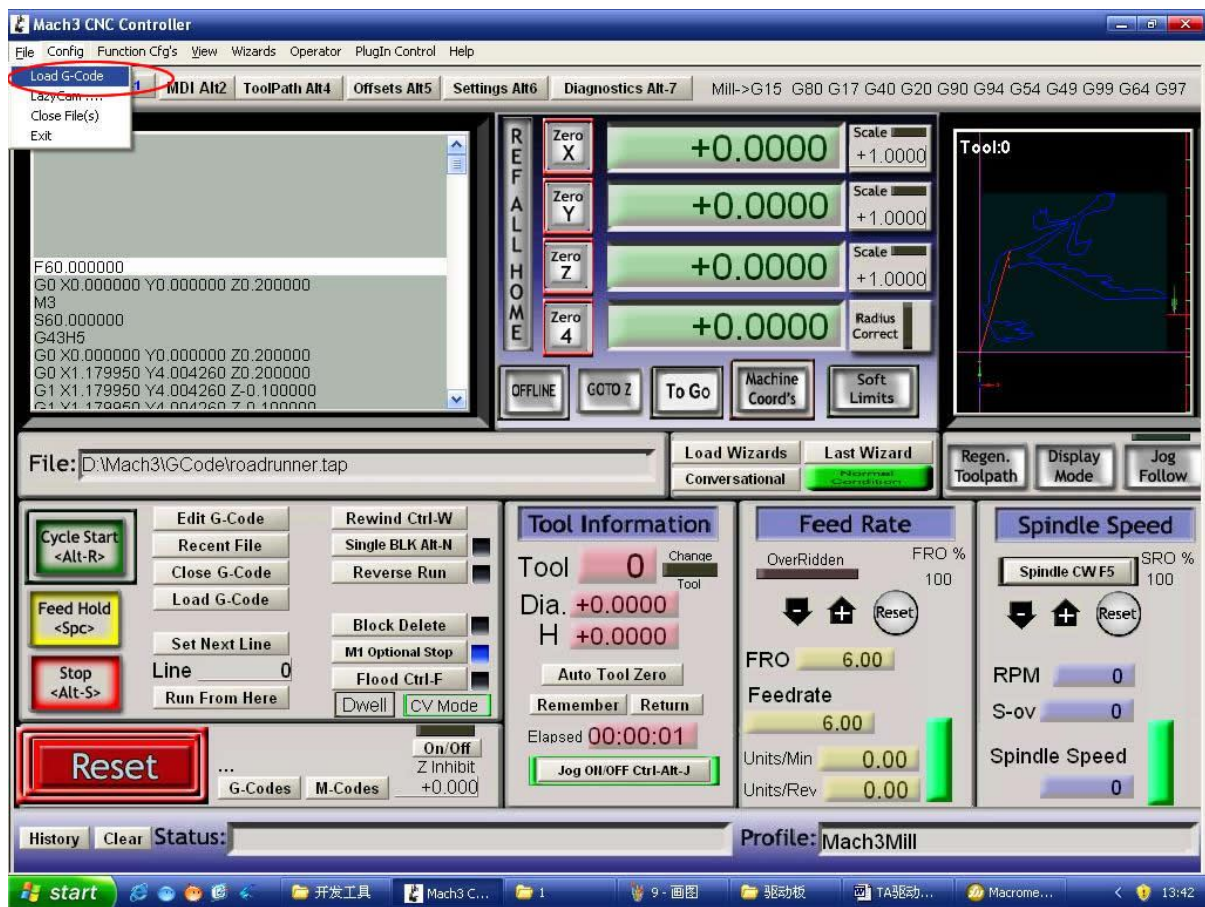 Mach3 CNC Controller
File Config Function Cfg's View Wizards Operator PlugIn Control Help
Load G-Code
LazyCam ....
Close File(s)
Exit
1 MDI Alt2 ToolPath Alt4 Offsets Alt5 Settings Alt6 Diagnostics Alt-7 Mill->G15 G80 G17 G40 G20 G90 G94 G54 G49 G99 G64 G97
F60.000000
G0 X0.000000 Y0.000000 Z0.200000
M3
S60.000000
G43H5
G0 X0.000000 Y0.000000 Z0.200000
G0 X1.179950 Y4.004260 Z0.200000
G1 X1.179950 Y4.004260 Z-0.100000
G1 X1.179950 Y4.004260 Z-0.100000
REF ALL HOME
Zero X +0.0000 Scale +1.0000
Zero Y +0.0000 Scale +1.0000
Zero Z +0.0000 Scale +1.0000
Zero 4 +0.0000 Radius Correct
OFFLINE GOTO Z To Go Machine Coord's Soft Limits
Tool:0
File: D:\Mach3\GCode\roadrunner.tap
Load Wizards Last Wizard
Conversational Normal Condition
Regen. Toolpath Display Mode Jog Follow
Cycle Start <Alt-R>
Feed Hold <Spc>
Stop <Alt-S>
Edit G-Code
Recent File
Close G-Code
Load G-Code
Set Next Line
Line 0
Run From Here
Rewind Ctrl-W
Single BLK Alt-N
Reverse Run
Block Delete
M1 Optional Stop
Flood Ctrl-F
Dwell CV Mode
Reset
...
G-Codes M-Codes
On/Off
Z Inhibit
+0.000
Tool Information
Tool 0 Change Tool
Dia. +0.0000
H +0.0000
Auto Tool Zero
Remember Return
Elapsed 00:00:01
Jog ON/OFF Ctrl-Alt-J
Feed Rate
OverRidden FRO %
100
Reset
FRO 6.00
Feedrate
6.00
Units/Min 0.00
Units/Rev 0.00
Spindle Speed
Spindle CW F5 SRO %
100
Reset
RPM 0
S-ov 0
Spindle Speed
0
History Clear Status:
Profile: Mach3Mill
start 开发工具 Mach3 C... 1 9 - 画图 驱动板 TA驱动... Macrome... 13:42